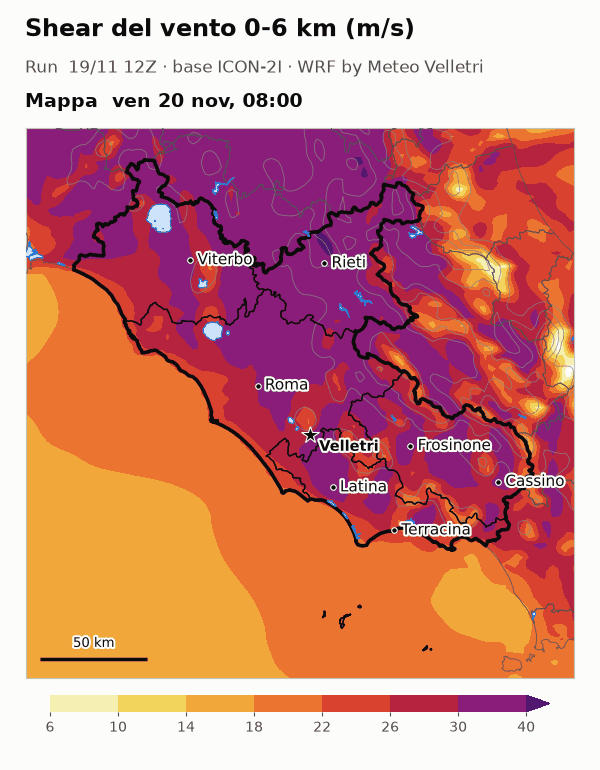 Shear del vento 0-6 km (m/s)
Run  19/11 12Z · base ICON-2I · WRF by Meteo Velletri
Mappa  ven 20 nov, 08:00
Viterbo
Rieti
Roma
Velletri
Frosinone
Cassino
Latina
Terracina
50 km
6 10 14 18 22 26 30 40